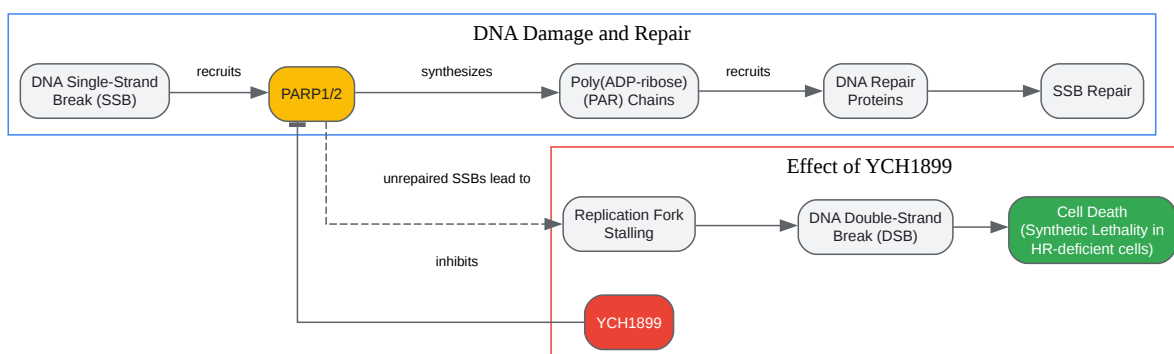 DNA Damage and Repair
DNA Single-Strand
Break (SSB)
recruits
PARP1/2
synthesizes
Poly(ADP-ribose)
(PAR) Chains
recruits
DNA Repair
Proteins
SSB Repair
Effect of YCH1899
unrepaired SSBs lead to
Replication Fork
Stalling
DNA Double-Strand
Break (DSB)
Cell Death
(Synthetic Lethality in
HR-deficient cells)
inhibits
YCH1899